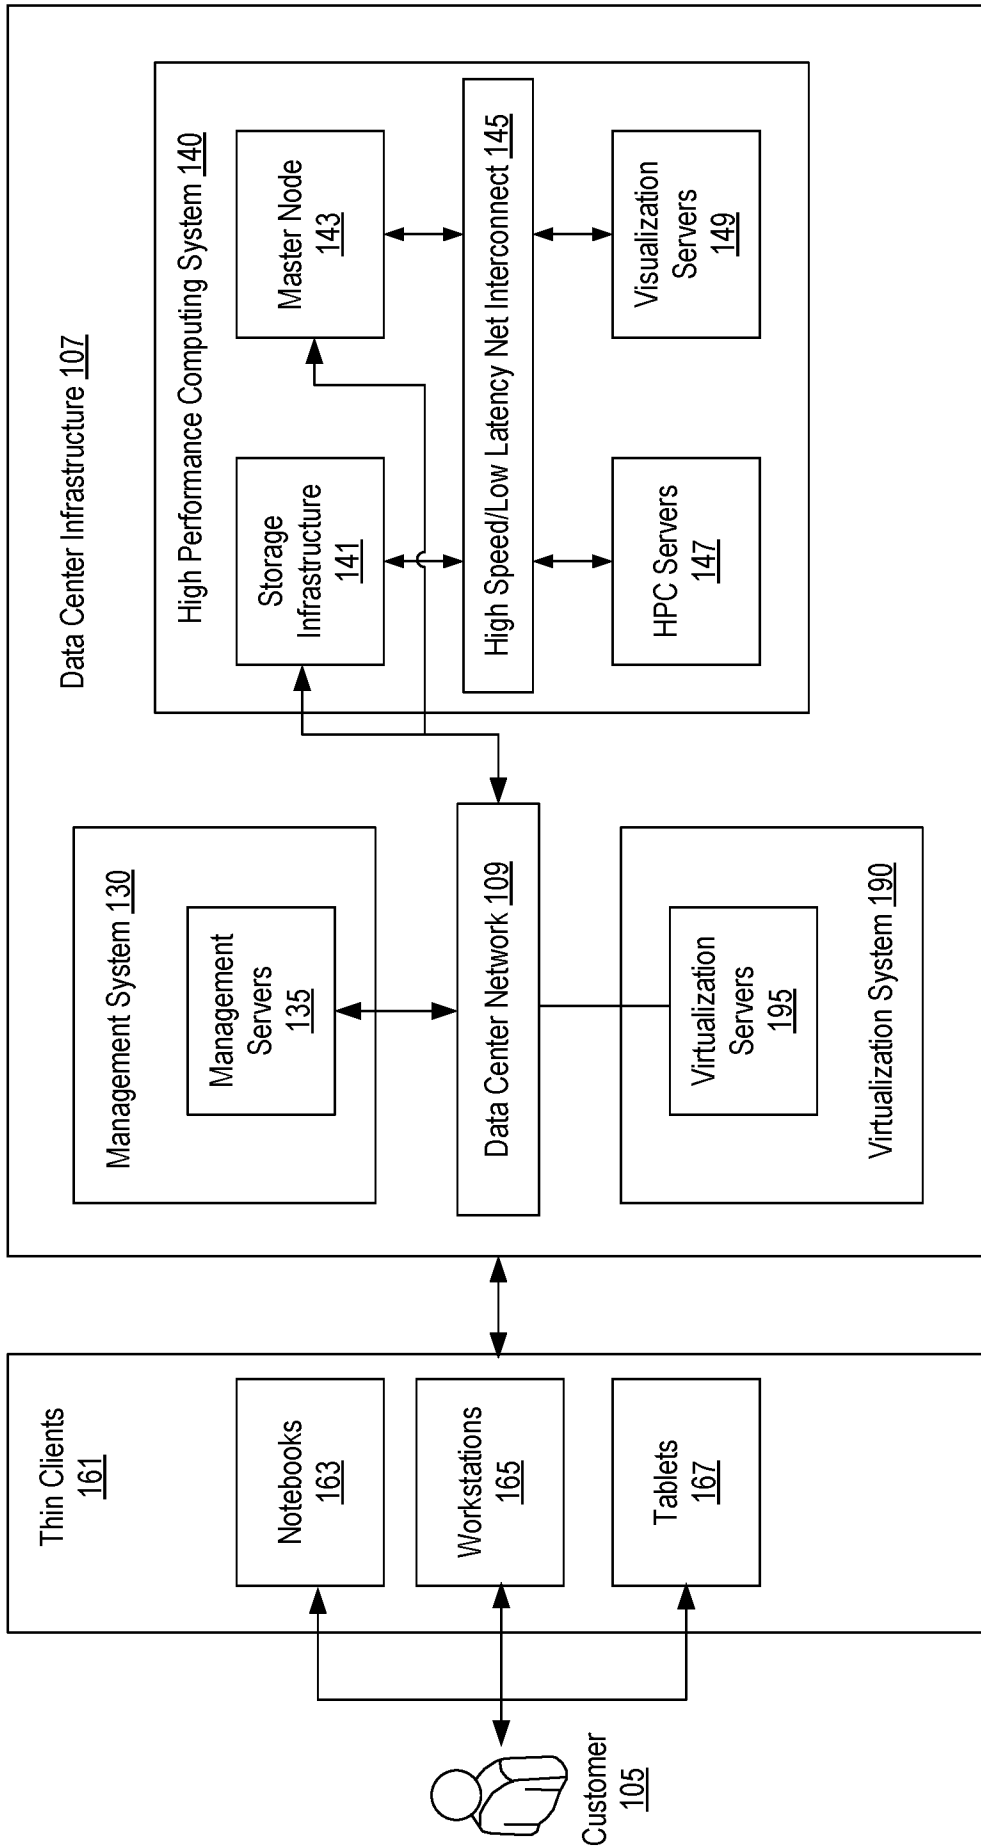 Customer
105
Thin Clients
161
Notebooks
163
Workstations
165
Tablets
167
Data Center Infrastructure 107
Management System 130
Management
Servers
135
Data Center Network 109
Virtualization
Servers
195
Virtualization System 190
High Performance Computing System 140
Storage
Infrastructure
141
Master Node
143
High Speed/Low Latency Net Interconnect 145
HPC Servers
147
Visualization
Servers
149